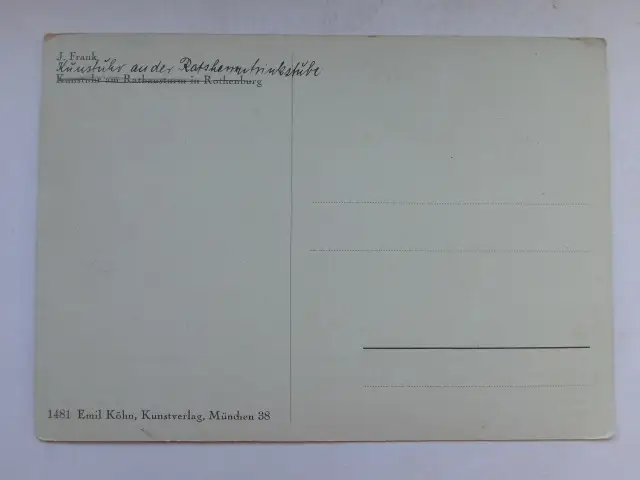 J. Frank
Kunstuhr an der Ratsherrntrinkstube
Kunstuhr am Rathausturm in Rothenburg
1481 Emil Köhn, Kunstverlag, München 38